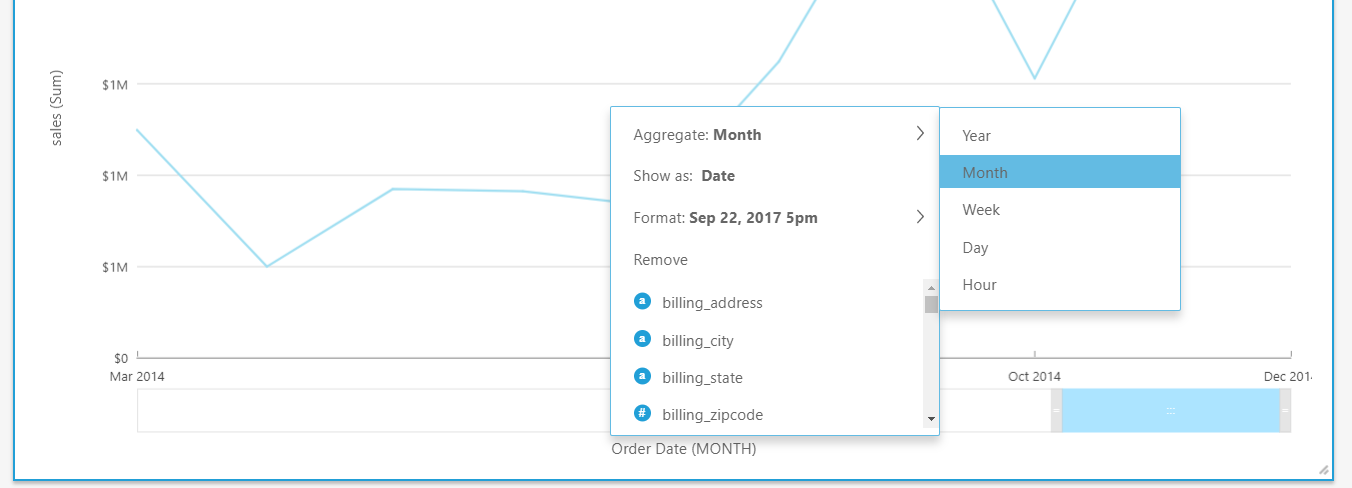 sales (Sum)
$1M
$1M
$1M
$0
Mar 2014
Oct 2014
Dec 201
Order Date (MONTH)
Aggregate: Month
Show as: Date
Format: Sep 22, 2017 5pm
Remove
a billing_address
a billing_city
a billing_state
# billing_zipcode
Year
Month
Week
Day
Hour